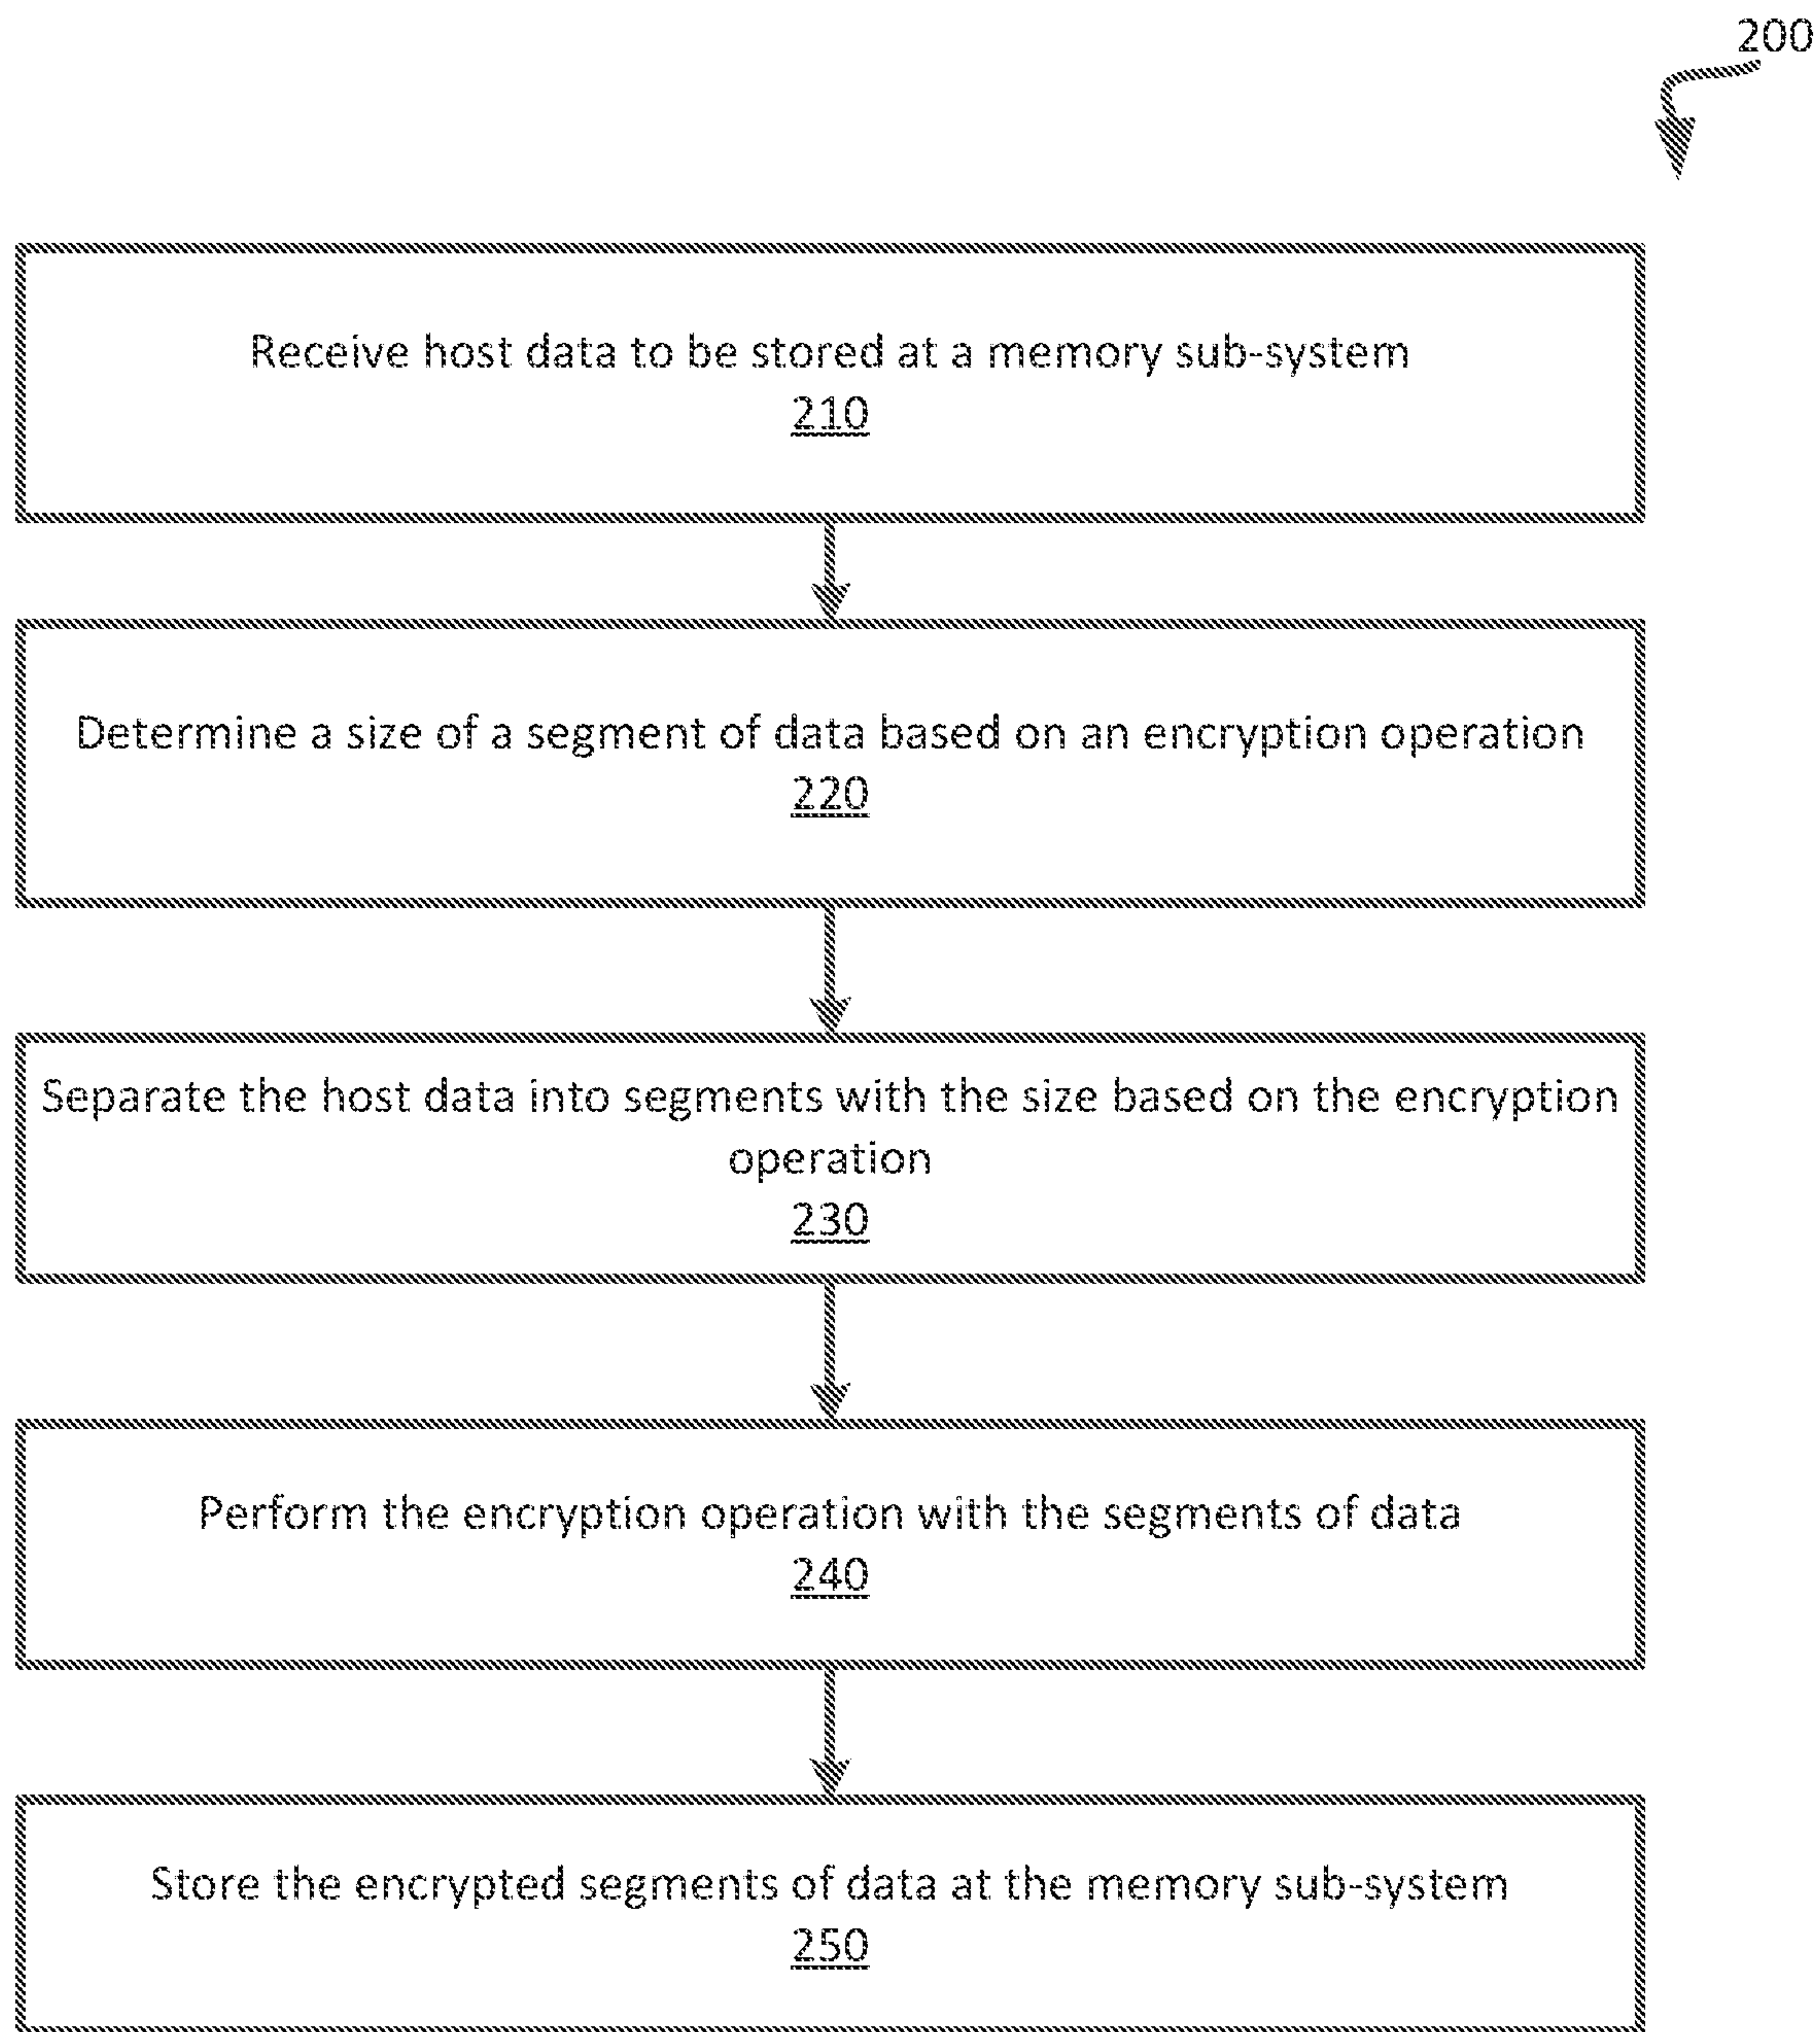 200
Receive host data to be stored at a memory sub-system
210
Determine a size of a segment of data based on an encryption operation
220
Separate the host data into segments with the size based on the encryption
operation
230
Perform the encryption operation with the segments of data
240
Store the encrypted segments of data at the memory sub-system
250